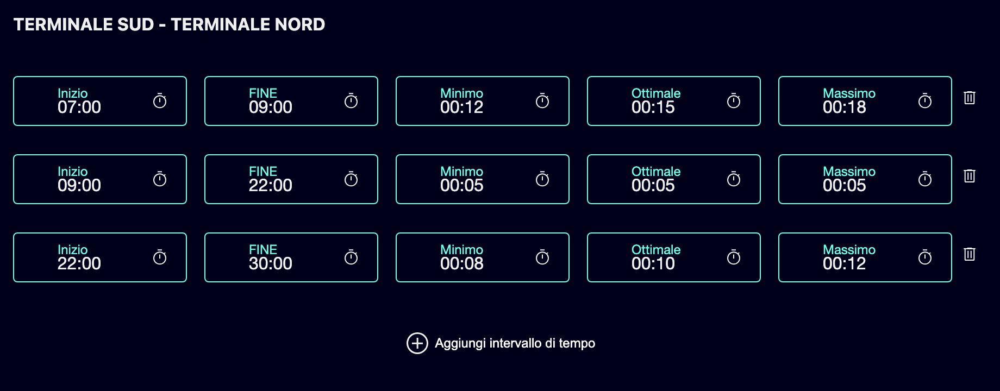 TERMINALE SUD - TERMINALE NORD
Inizio
07:00
FINE
09:00
Minimo
00:12
Ottimale
00:15
Massimo
00:18
Inizio
09:00
FINE
22:00
Minimo
00:05
Ottimale
00:05
Massimo
00:05
Inizio
22:00
FINE
30:00
Minimo
00:08
Ottimale
00:10
Massimo
00:12
Aggiungi intervallo di tempo